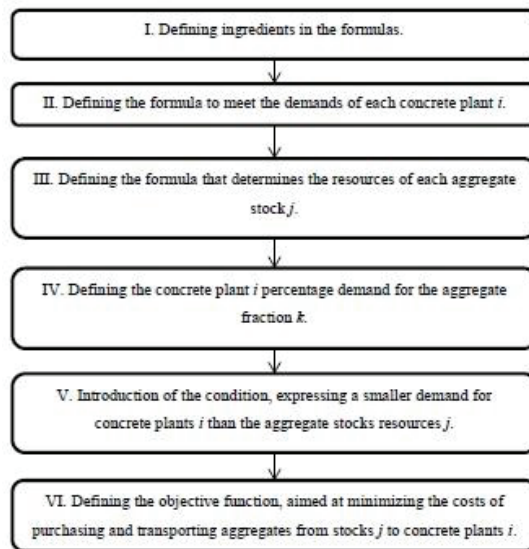 I. Defining ingredients in the formulas.
II. Defining the formula to meet the demands of each concrete plant i.
III. Defining the formula that determines the resources of each aggregate
stock j.
IV. Defining the concrete plant i percentage demand for the aggregate
fraction k.
V. Introduction of the condition, expressing a smaller demand for
concrete plants i than the aggregate stocks resources j.
VI. Defining the objective function, aimed at minimizing the costs of
purchasing and transporting aggregates from stocks j to concrete plants i.